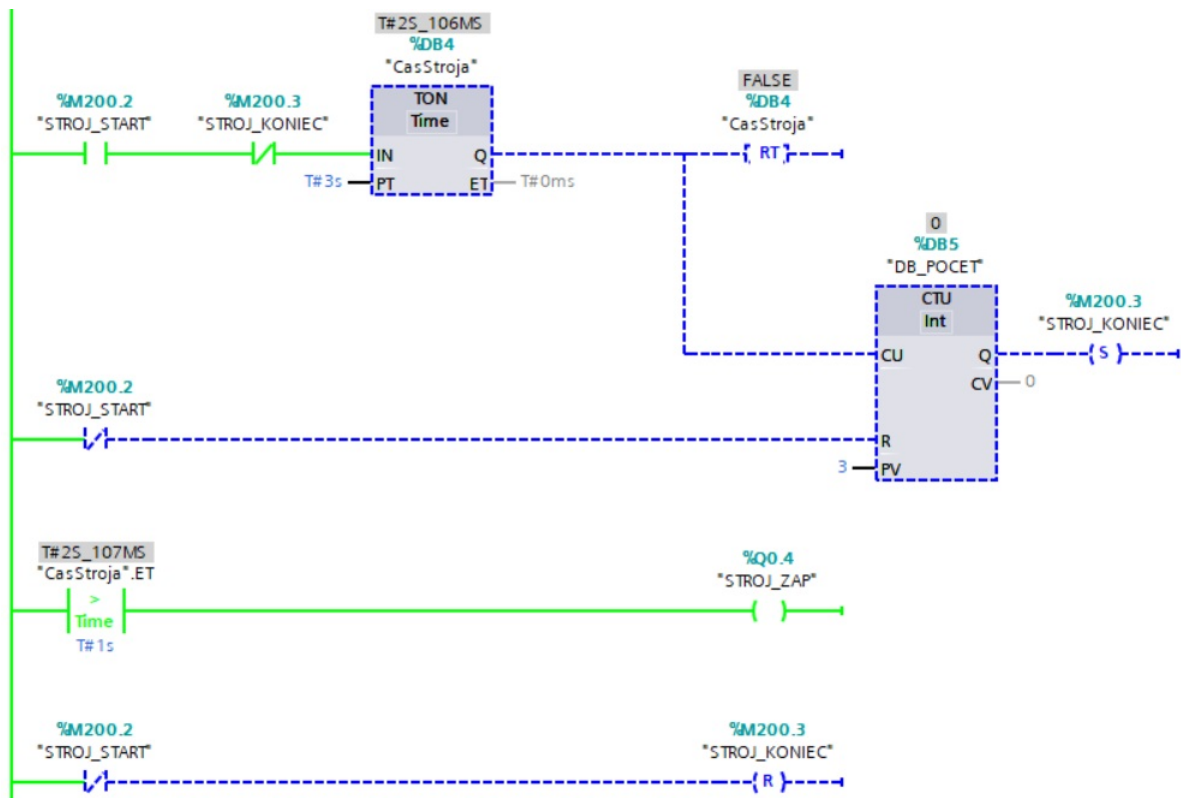 T#2S_106MS
%DB4
"CasStroja"
%M200.2
"STROJ_START"
%M200.3
"STROJ_KONIEC"
TON
Time
IN
Q
T#3s
PT
ET
T#0ms
FALSE
%DB4
"CasStroja"
RT
0
%DB5
"DB_POCET"
CTU
Int
%M200.3
"STROJ_KONIEC"
CU
Q
S
CV
0
%M200.2
"STROJ_START"
R
3
PV
T#2S_107MS
"CasStroja".ET
>
Time
T#1s
%Q0.4
"STROJ_ZAP"
%M200.2
"STROJ_START"
%M200.3
"STROJ_KONIEC"
R